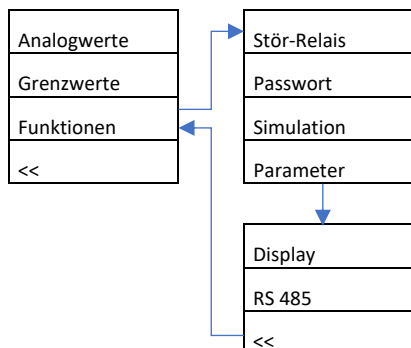 Analogwerte
Grenzwerte
Funktionen
<<
Stör-Relais
Passwort
Simulation
Parameter
Display
RS 485
<<